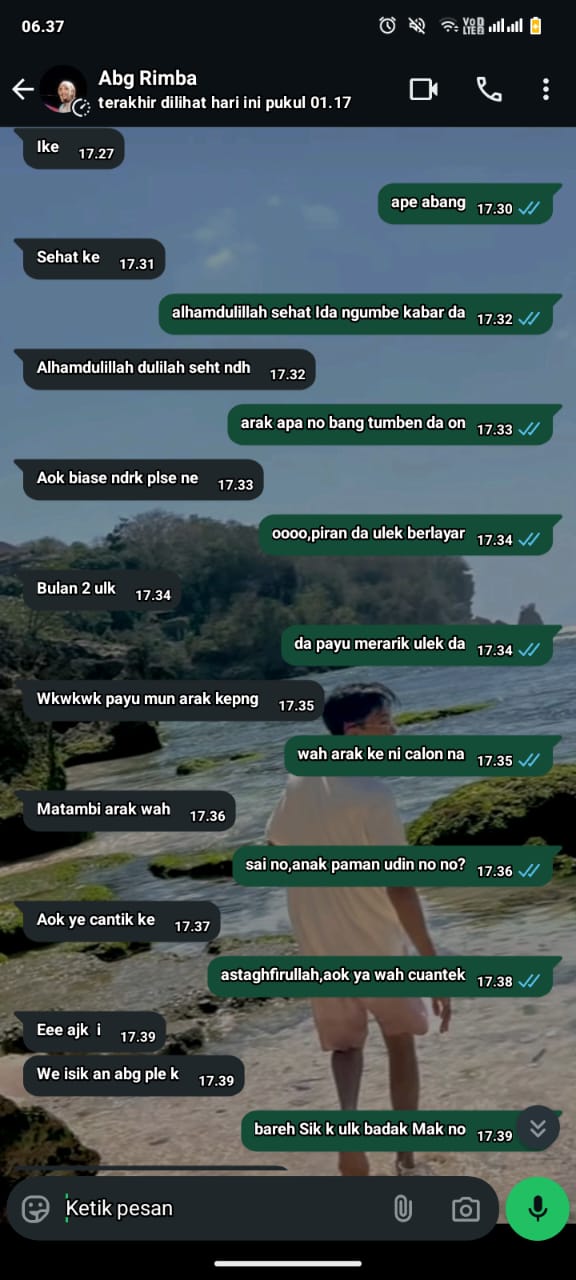 06.37
Vo LTE 2
Abg Rimba
terakhir dilihat hari ini pukul 01.17
Ike 17.27
ape abang 17.30
Sehat ke 17.31
alhamdulillah sehat Ida ngumbe kabar da 17.32
Alhamdulillah dulilah seht ndh 17.32
arak apa no bang tumben da on 17.33
Aok biase ndrk plse ne 17.33
oooo,piran da ulek berlayar 17.34
Bulan 2 ulk 17.34
da payu merarik ulek da 17.34
Wkwkwk payu mun arak kepng 17.35
wah arak ke ni calon na 17.35
Matambi arak wah 17.36
sai no,anak paman udin no no? 17.36
Aok ye cantik ke 17.37
astaghfirullah,aok ya wah cuantek 17.38
Eee ajk i 17.39
We isik an abg ple k 17.39
bareh Sik k ulk badak Mak no 17.39
Ketik pesan